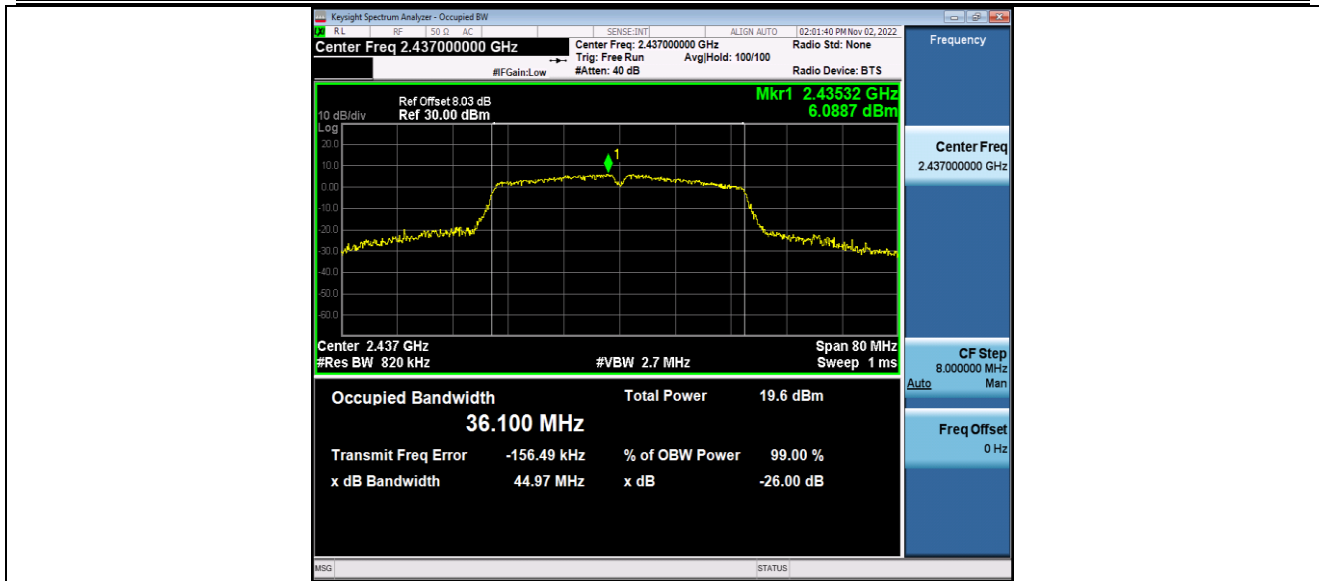 Keysight Spectrum Analyzer - Occupied BW
RL RF 50 Ω AC SENSE:INT ALIGN AUTO 02:01:40 PM Nov 02, 2022
Center Freq 2.437000000 GHz
Center Freq: 2.437000000 GHz Radio Std: None
Trig: Free Run Avg|Hold: 100/100
#IFGain:Low #Atten: 40 dB Radio Device: BTS
Frequency
Mkr1 2.43532 GHz
6.0887 dBm
Ref Offset 8.03 dB
10 dB/div Ref 30.00 dBm
Log
20.0
10.0
0.00
-10.0
-20.0
-30.0
-40.0
-50.0
-60.0
1
Center 2.437 GHz Span 80 MHz
#Res BW 820 kHz #VBW 2.7 MHz Sweep 1 ms
Center Freq
2.437000000 GHz
CF Step
8.000000 MHz
Auto Man
Freq Offset
0 Hz
Occupied Bandwidth Total Power 19.6 dBm
36.100 MHz
Transmit Freq Error -156.49 kHz % of OBW Power 99.00 %
x dB Bandwidth 44.97 MHz x dB -26.00 dB
MSG STATUS